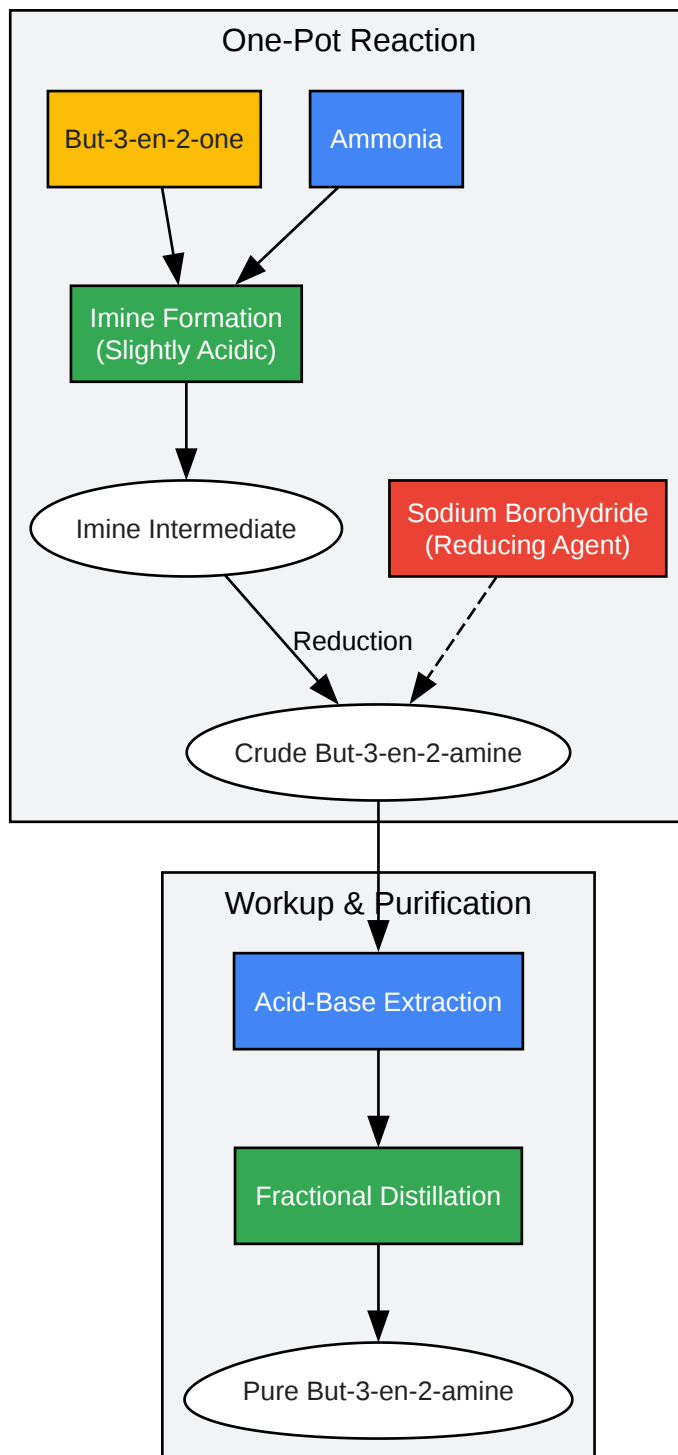 One-Pot Reaction
But-3-en-2-one
Ammonia
Imine Formation
(Slightly Acidic)
Imine Intermediate
Sodium Borohydride
(Reducing Agent)
Reduction
Crude But-3-en-2-amine
Workup & Purification
Acid-Base Extraction
Fractional Distillation
Pure But-3-en-2-amine